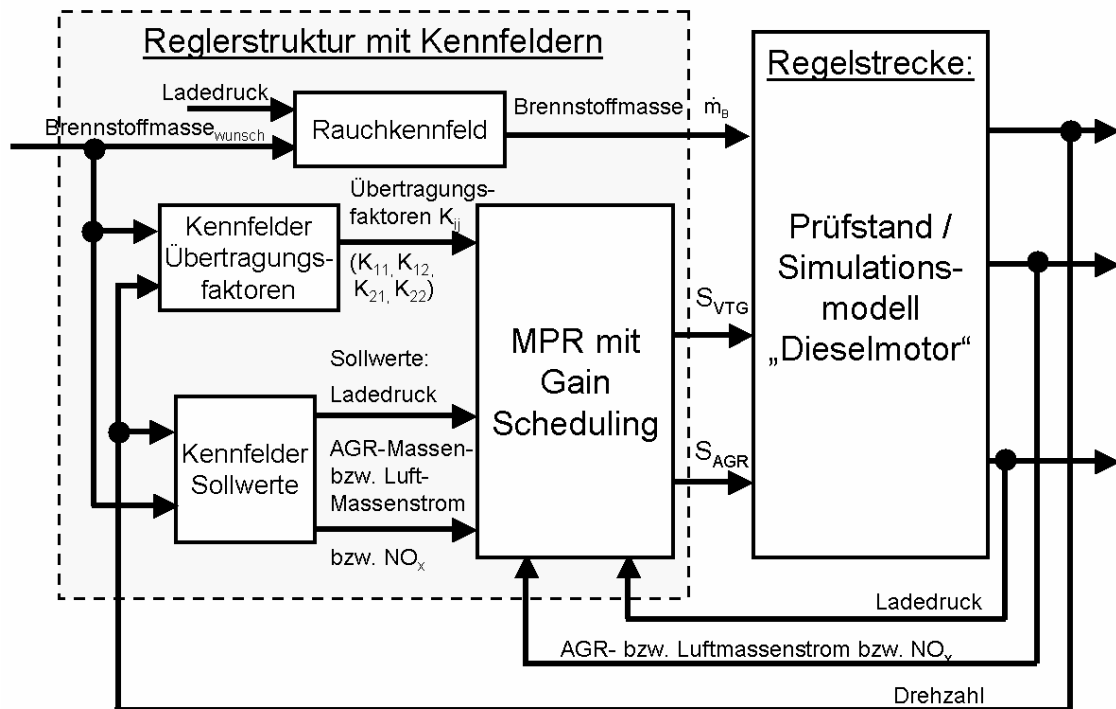 Reglerstruktur mit Kennfeldern
Ladedruck
Brennstoffmasse_wunsch
Rauchkennfeld
Brennstoffmasse ṁ_B
Kennfelder
Übertragungs-
faktoren
Übertragungs-
faktoren K_ij
(K_11, K_12,
K_21, K_22)
Kennfelder
Sollwerte
Sollwerte:
Ladedruck
AGR-Massen-
bzw. Luft-
Massenstrom
bzw. NO_x
MPR mit
Gain
Scheduling
S_VTG
S_AGR
Regelstrecke:
Prüfstand /
Simulations-
modell
„Dieselmotor“
Ladedruck
AGR- bzw. Luftmassenstrom bzw. NO_x
Drehzahl